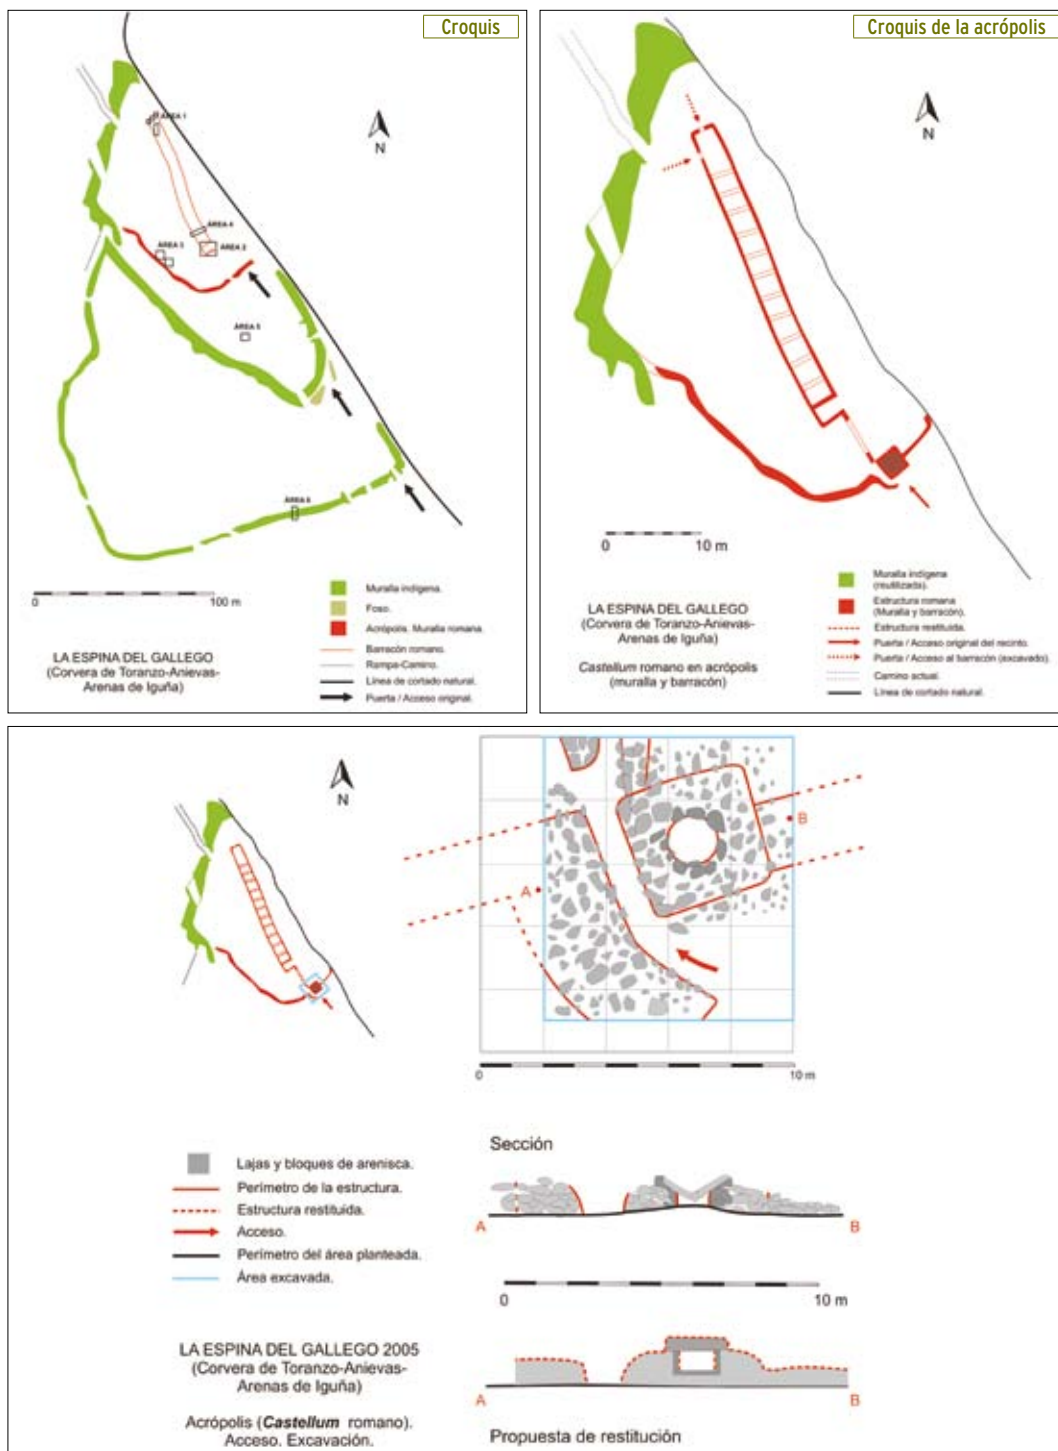 Croquis
ÁREA 1
N
ÁREA 4
ÁREA 3
ÁREA 2
ÁREA 5
ÁREA 6
0 100 m
Muralla indígena.
Foso.
Acrópolis. Muralla romana.
Barracón romano.
Rampa-Camino.
Línea de cortado natural.
Puerta / Acceso original.
LA ESPINA DEL GALLEGO
(Corvera de Toranzo-Anievas-
Arenas de Iguña)
Croquis de la acrópolis
N
0 10 m
Muralla indígena
(reutilizada).
Estructura romana
(Muralla y barracón).
Estructura restituida.
Puerta / Acceso original del recinto.
Puerta / Acceso al barracón (excavado).
Camino actual.
Línea de cortado natural.
LA ESPINA DEL GALLEGO
(Corvera de Toranzo-Anievas-
Arenas de Iguña)
Castellum romano en acrópolis
(muralla y barracón)
N
A
B
0 10 m
Lajas y bloques de arenisca.
Perímetro de la estructura.
Estructura restituida.
Acceso.
Perímetro del área planteada.
Área excavada.
LA ESPINA DEL GALLEGO 2005
(Corvera de Toranzo-Anievas-
Arenas de Iguña)
Acrópolis (Castellum romano).
Acceso. Excavación.
Sección
A B
0 10 m
A B
Propuesta de restitución